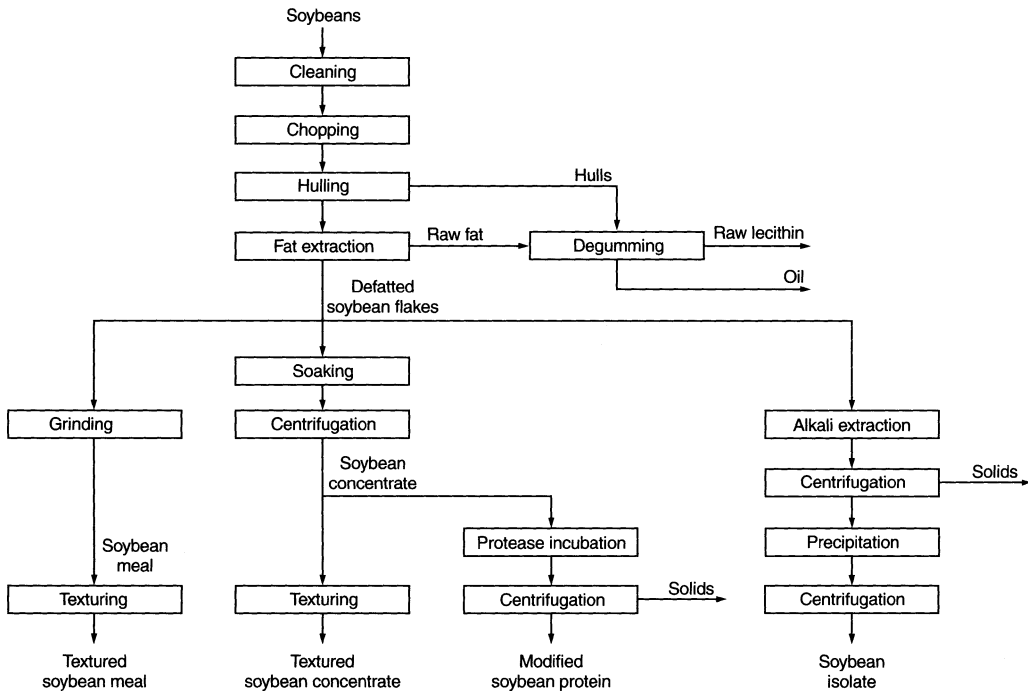 Soybeans
Cleaning
Chopping
Hulling
Hulls
Fat extraction
Raw fat
Degumming
Raw lecithin
Oil
Defatted
soybean flakes
Soaking
Grinding
Centrifugation
Alkali extraction
Soybean
concentrate
Centrifugation
Solids
Protease incubation
Precipitation
Soybean
meal
Texturing
Texturing
Centrifugation
Solids
Centrifugation
Textured
soybean meal
Textured
soybean concentrate
Modified
soybean protein
Soybean
isolate